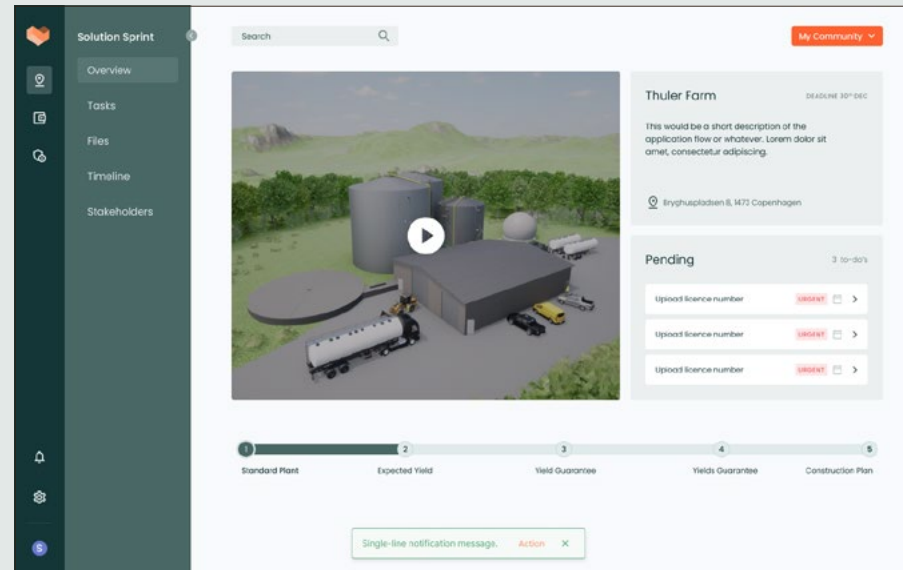 Solution Sprint
Overview
Tasks
Files
Timeline
Stakeholders
S
Search
My Community
Thuler Farm
DEADLINE 30TH DEC
This would be a short description of the
application flow or whatever. Lorem dolor sit
amet, consectetur adipiscing.
Bryghuspladsen 8, 1473 Copenhagen
Pending
3 to-do's
Upload licence number URGENT
Upload licence number URGENT
Upload licence number URGENT
1 2 3 4 5
Standard Plant Expected Yield Yield Guarantee Yields Guarantee Construction Plan
Single-line notification message. Action